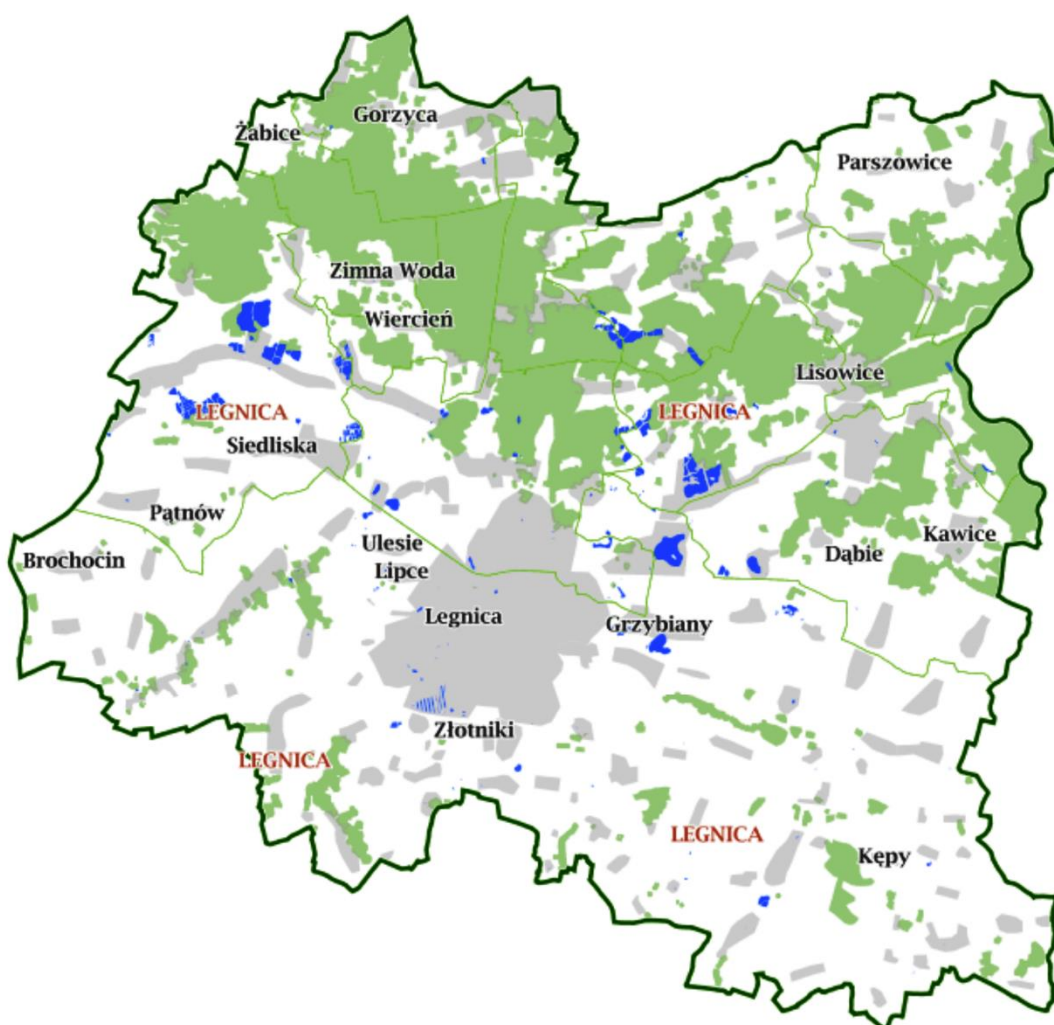 Gorzyca
Żabice
Parszowice
Zimna Woda
Wiercień
Lisowice
LEGNICA
LEGNICA
Siedliska
Pątnów
Brochocin
Ulesie
Lipce
Dąbie
Kawice
Legnica
Grzybiany
Złotniki
LEGNICA
LEGNICA
Kępy